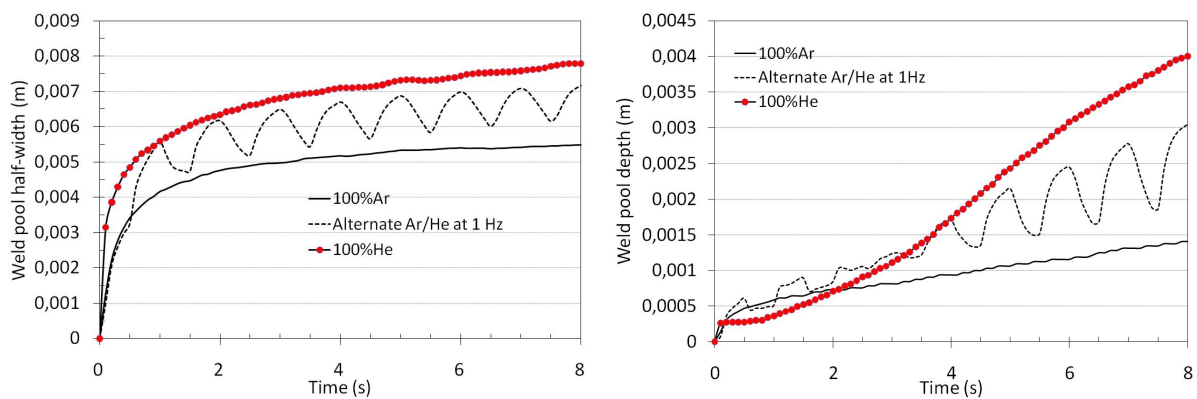 0,009
0,008
0,007
0,006
0,005
0,004
0,003
0,002
0,001
0
Weld pool half-width (m)
100%Ar
Alternate Ar/He at 1 Hz
100%He
0 2 4 6 8
Time (s)
0,0045
0,004
0,0035
0,003
0,0025
0,002
0,0015
0,001
0,0005
0
Weld pool depth (m)
100%Ar
Alternate Ar/He at 1Hz
100%He
0 2 4 6 8
Time (s)